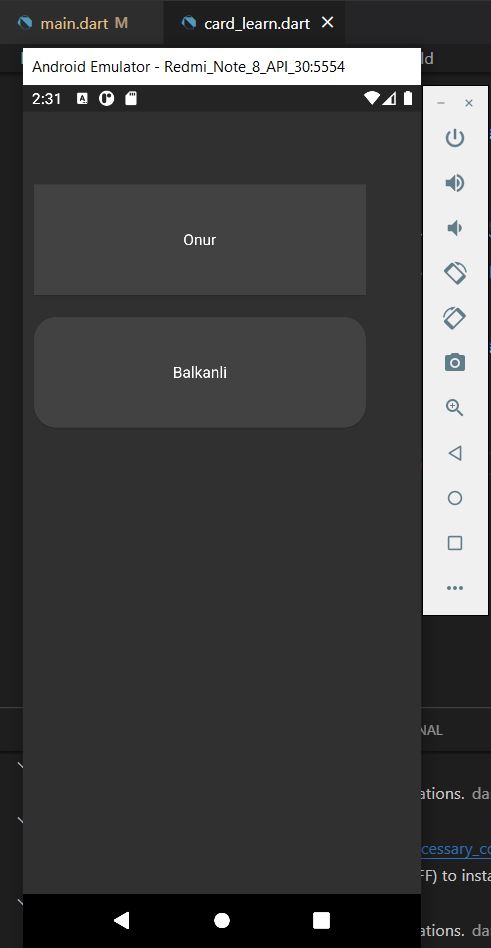 main.dart M
card_learn.dart
ld
Android Emulator - Redmi_Note_8_API_30:5554
2:31
A
Onur
Balkanli
NAL
ations. da
cessary_co
FF) to insta
ations. da